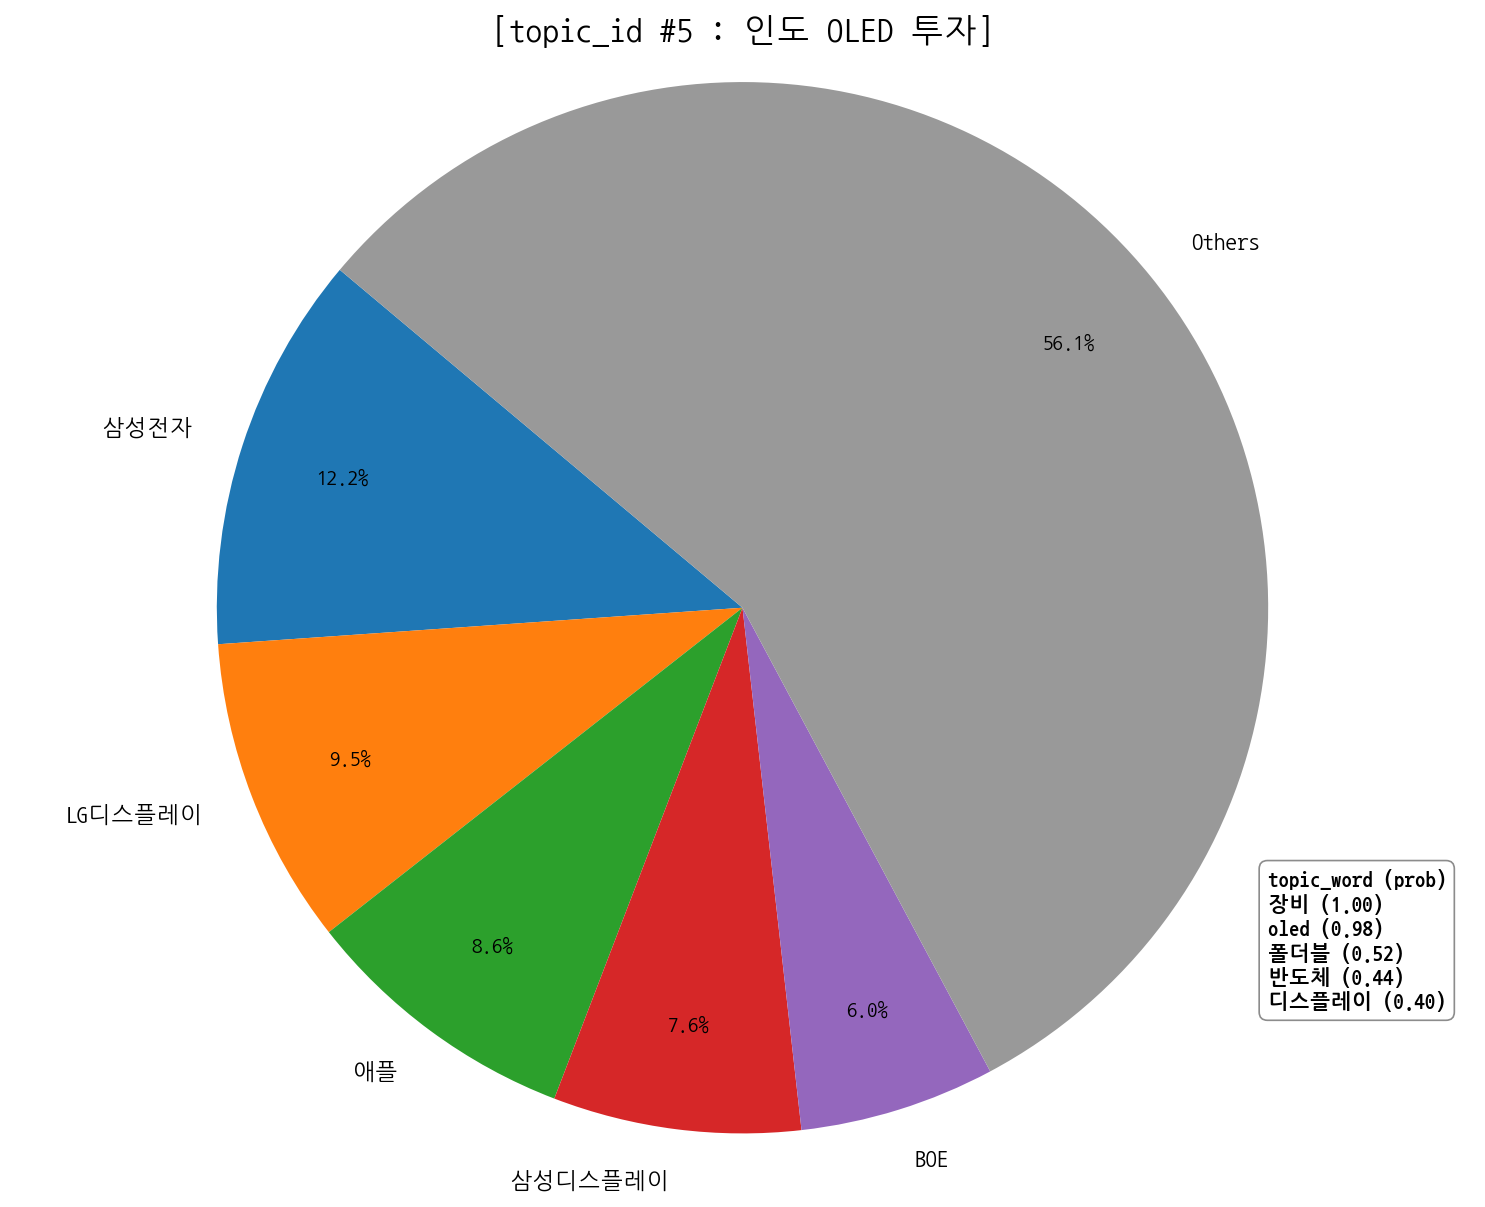 [topic_id #5 : 인도 OLED 투자]
Others
56.1%
삼성전자
12.2%
9.5%
LG디스플레이
8.6%
애플
7.6%
삼성디스플레이
6.0%
BOE
topic_word (prob)
장비 (1.00)
oled (0.98)
폴더블 (0.52)
반도체 (0.44)
디스플레이 (0.40)